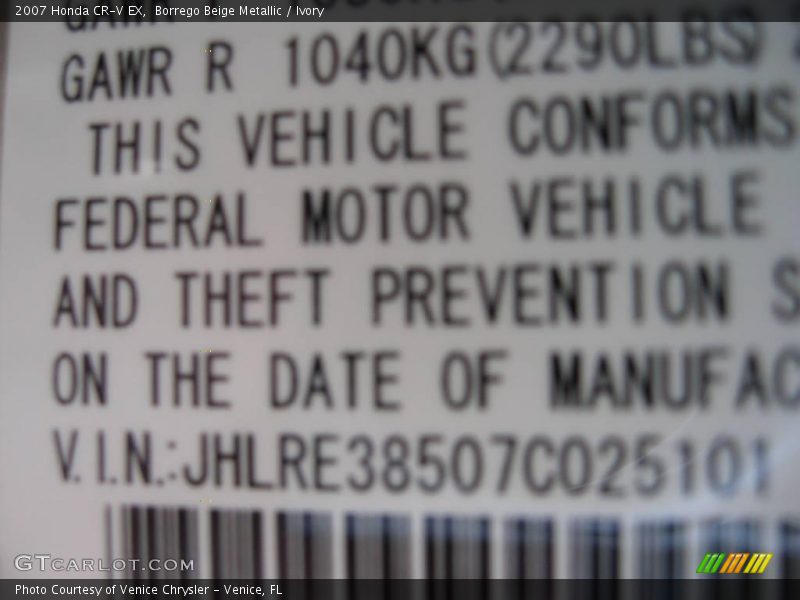 2007 Honda CR-V EX, Borrego Beige Metallic / Ivory
GAWR R 1040KG(2290LBS)
THIS VEHICLE CONFORMS
FEDERAL MOTOR VEHICLE
AND THEFT PREVENTION S
ON THE DATE OF MANUFAC
V.I.N.:JHLRE38507C025101
GTCARLOT.COM
Photo Courtesy of Venice Chrysler - Venice, FL